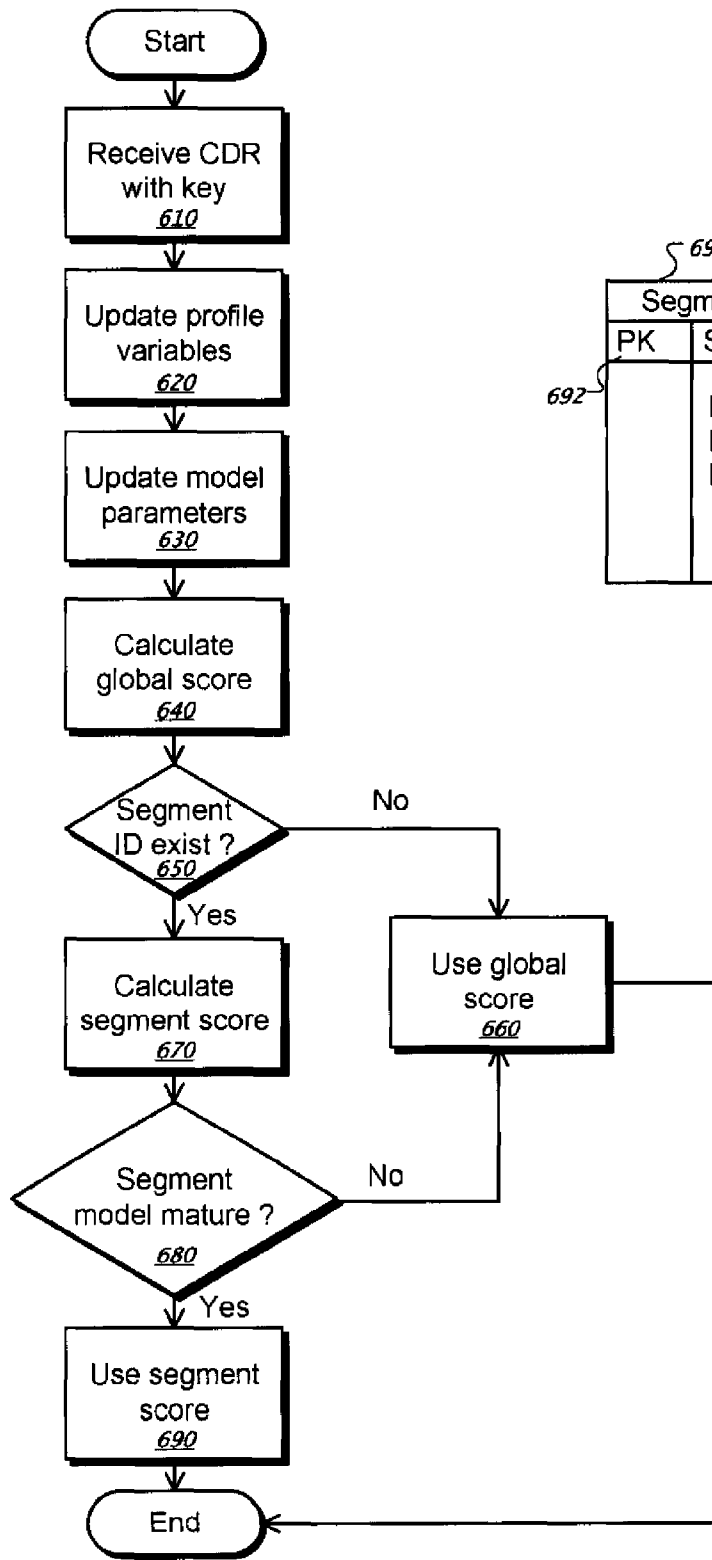 Start
Receive CDR
with key
610
Update profile
variables
620
Update model
parameters
630
Calculate
global score
640
Segment
ID exist ?
650
No
Yes
Calculate
segment score
670
Use global
score
660
Segment
model mature ?
680
No
Yes
Use segment
score
690
End
PK
692